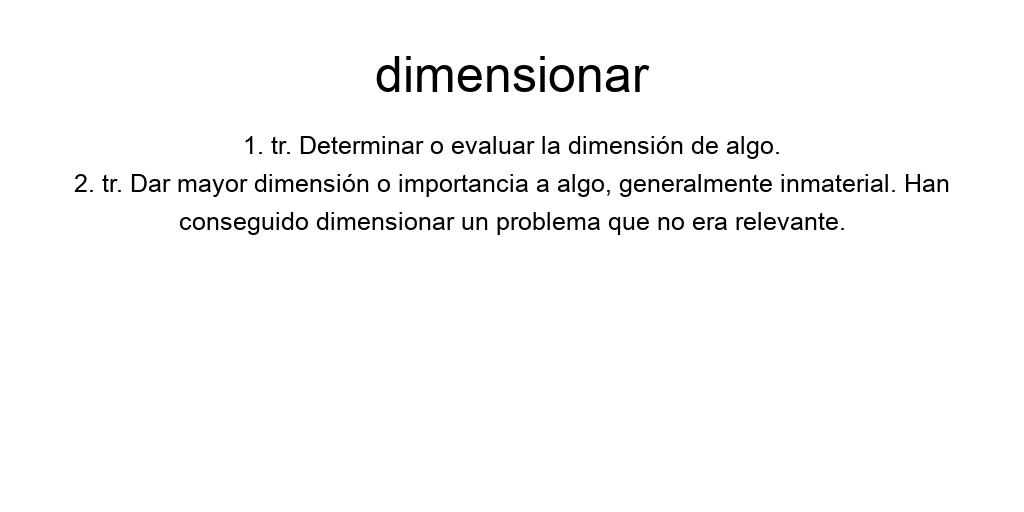 dimensionar
1. tr. Determinar o evaluar la dimensión de algo.
2. tr. Dar mayor dimensión o importancia a algo, generalmente inmaterial. Han
conseguido dimensionar un problema que no era relevante.